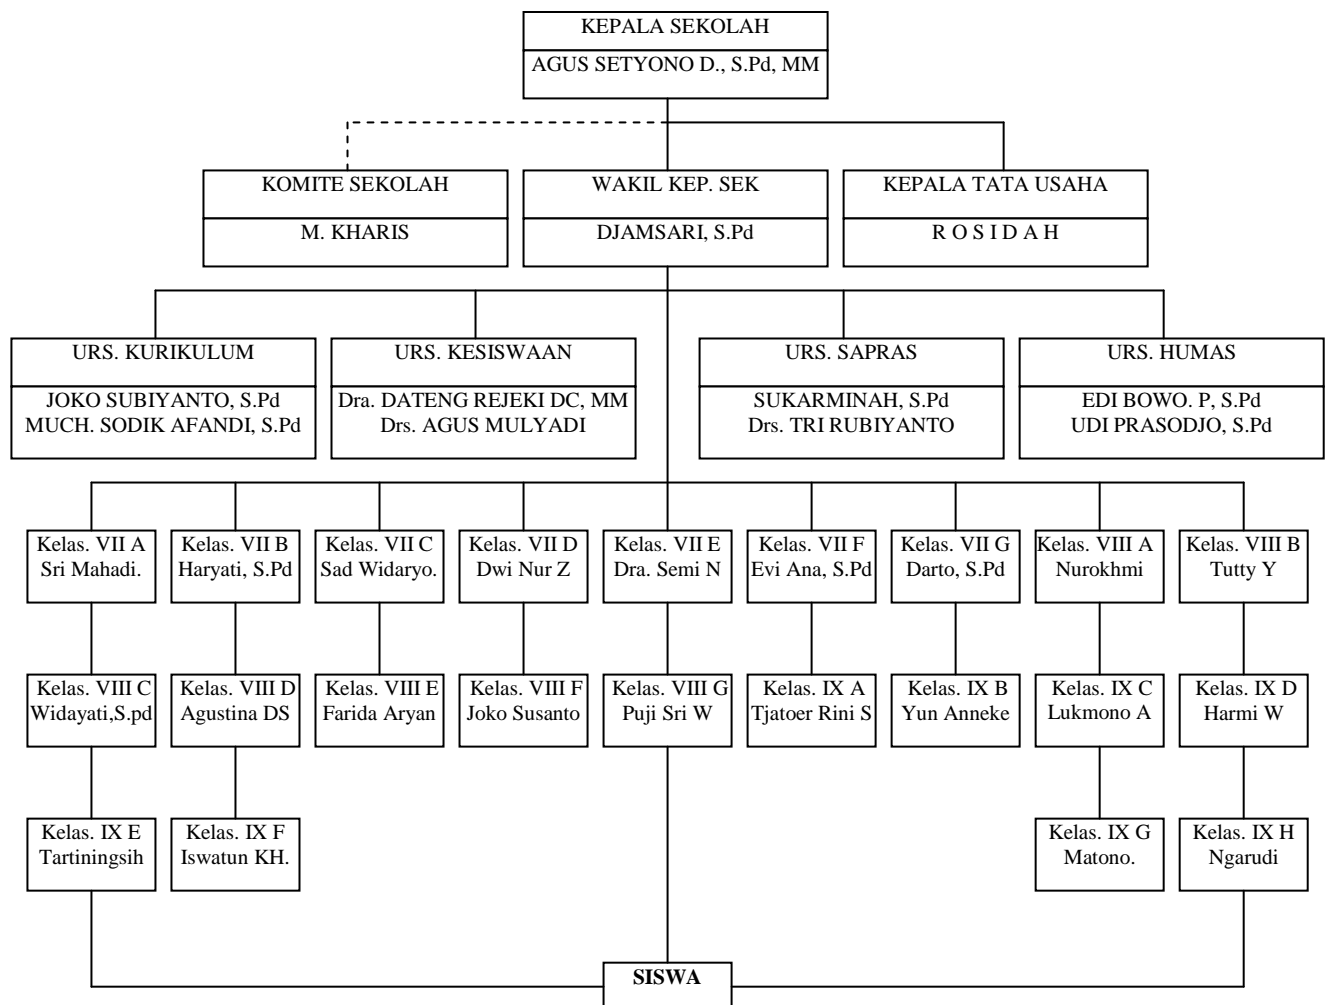 KEPALA SEKOLAH
AGUS SETYONO D., S.Pd, MM
KOMITE SEKOLAH
M. KHARIS
WAKIL KEP. SEK
DJAMSARI, S.Pd
KEPALA TATA USAHA
R O S I D A H
URS. KURIKULUM
JOKO SUBIYANTO, S.Pd
MUCH. SODIK AFANDI, S.Pd
URS. KESISWAAN
Dra. DATENG REJEKI DC, MM
Drs. AGUS MULYADI
URS. SAPRAS
SUKARMINAH, S.Pd
Drs. TRI RUBIYANTO
URS. HUMAS
EDI BOWO. P, S.Pd
UDI PRASODJO, S.Pd
Kelas. VII A
Sri Mahadi.
Kelas. VII B
Haryati, S.Pd
Kelas. VII C
Sad Widaryo.
Kelas. VII D
Dwi Nur Z
Kelas. VII E
Dra. Semi N
Kelas. VII F
Evi Ana, S.Pd
Kelas. VII G
Darto, S.Pd
Kelas. VIII A
Nurokhmi
Kelas. VIII B
Tutty Y
Kelas. VIII C
Widayati,S.pd
Kelas. VIII D
Agustina DS
Kelas. VIII E
Farida Aryan
Kelas. VIII F
Joko Susanto
Kelas. VIII G
Puji Sri W
Kelas. IX A
Tjatoer Rini S
Kelas. IX B
Yun Anneke
Kelas. IX C
Lukmono A
Kelas. IX D
Harmi W
Kelas. IX E
Tartiningsih
Kelas. IX F
Iswatun KH.
Kelas. IX G
Matono.
Kelas. IX H
Ngarudi
SISWA